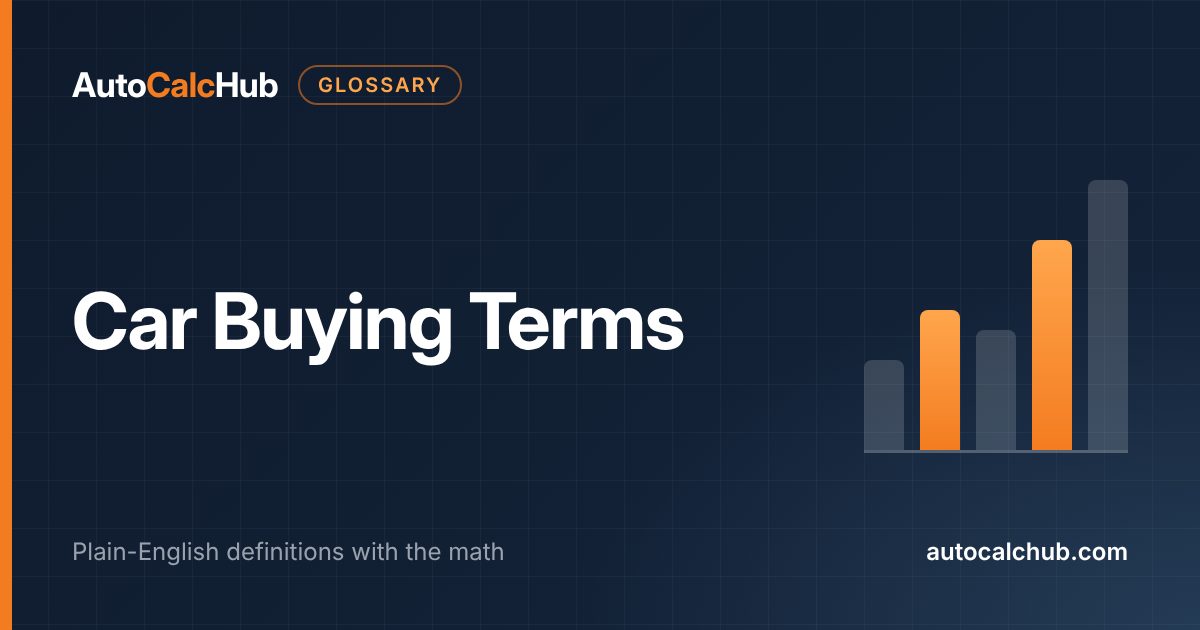 AutoCalcHub
GLOSSARY
Car Buying Terms
Plain-English definitions with the math
autocalchub.com